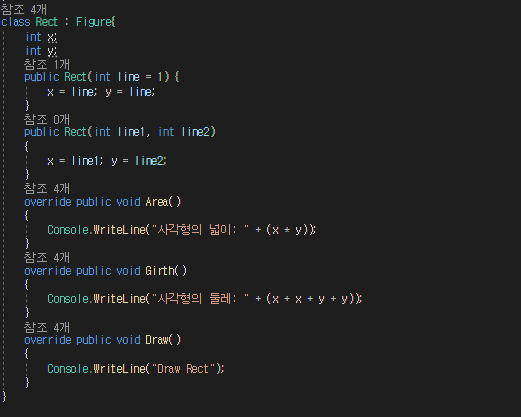 참조 4개
class Rect : Figure{
int x;
int y;
참조 1개
public Rect(int line = 1) {
x = line; y = line;
}
참조 0개
public Rect(int line1, int line2)
{
x = line1; y = line2;
}
참조 4개
override public void Area()
{
Console.WriteLine("사각형의 넓이: " + (x * y));
}
참조 4개
override public void Girth()
{
Console.WriteLine("사각형의 둘레: " + (x + x + y + y));
}
참조 4개
override public void Draw()
{
Console.WriteLine("Draw Rect");
}
}